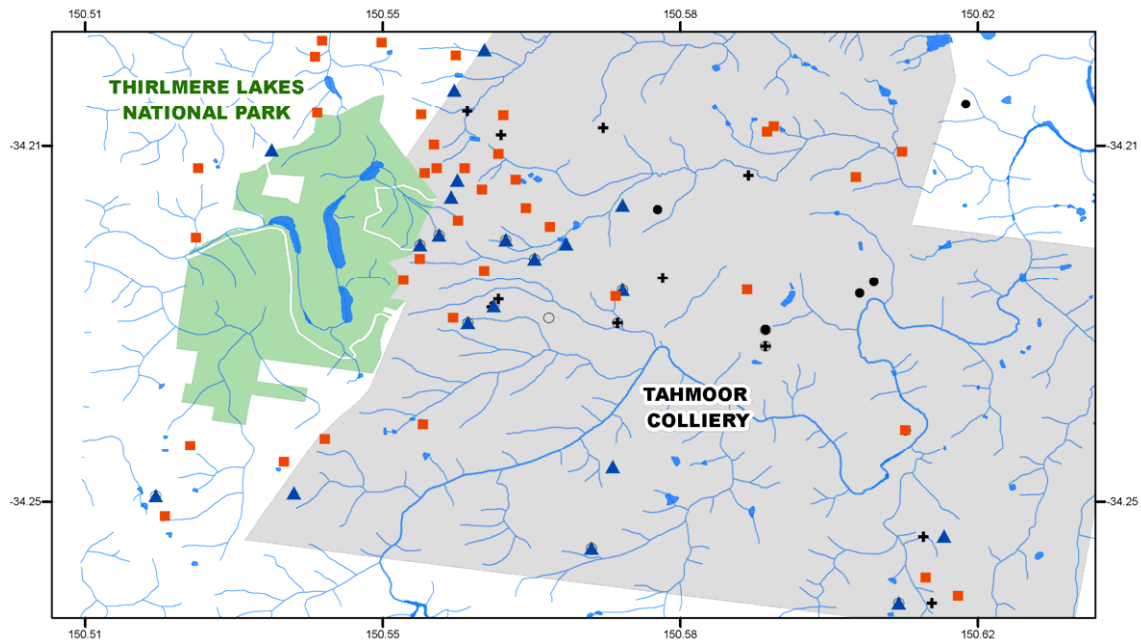 150.51 150.55 150.58 150.62
THIRLMERE LAKES
NATIONAL PARK
-34.21 -34.21
TAHMOOR
COLLIERY
-34.25 -34.25
150.51 150.55 150.58 150.62